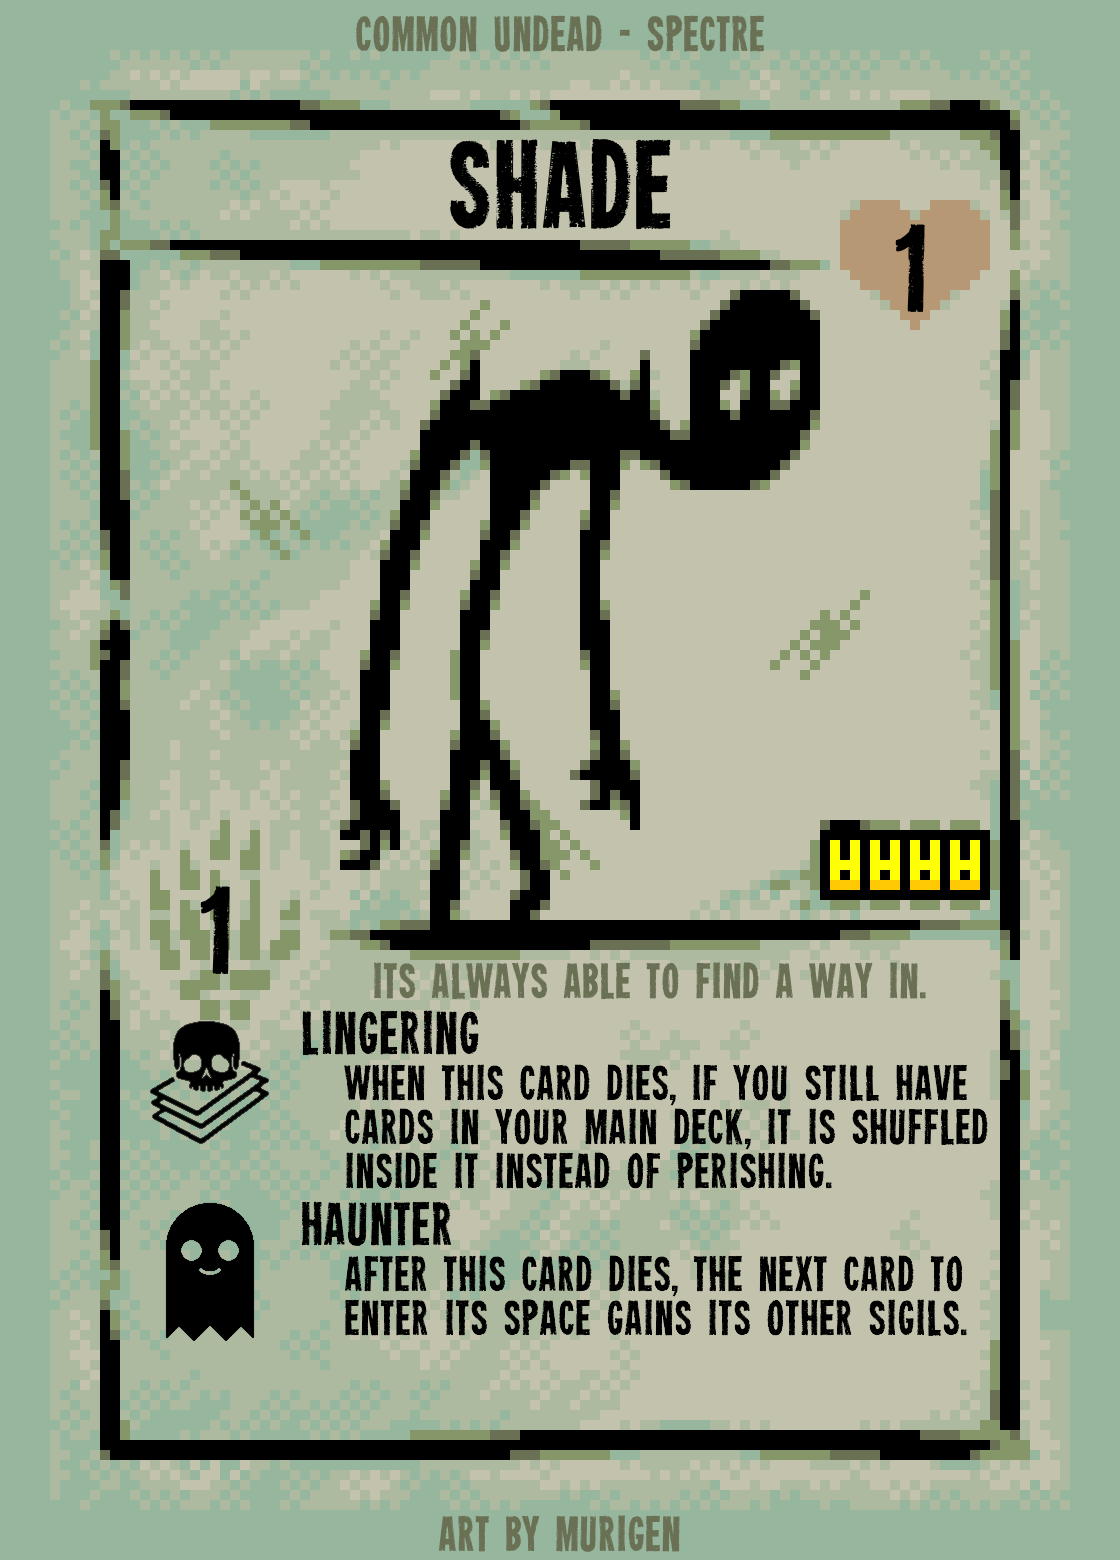 COMMON UNDEAD - SPECTRE
SHADE
1
1
ITS ALWAYS ABLE TO FIND A WAY IN.
LINGERING
WHEN THIS CARD DIES, IF YOU STILL HAVE
CARDS IN YOUR MAIN DECK, IT IS SHUFFLED
INSIDE IT INSTEAD OF PERISHING.
HAUNTER
AFTER THIS CARD DIES, THE NEXT CARD TO
ENTER ITS SPACE GAINS ITS OTHER SIGILS.
ART BY MURIGEN